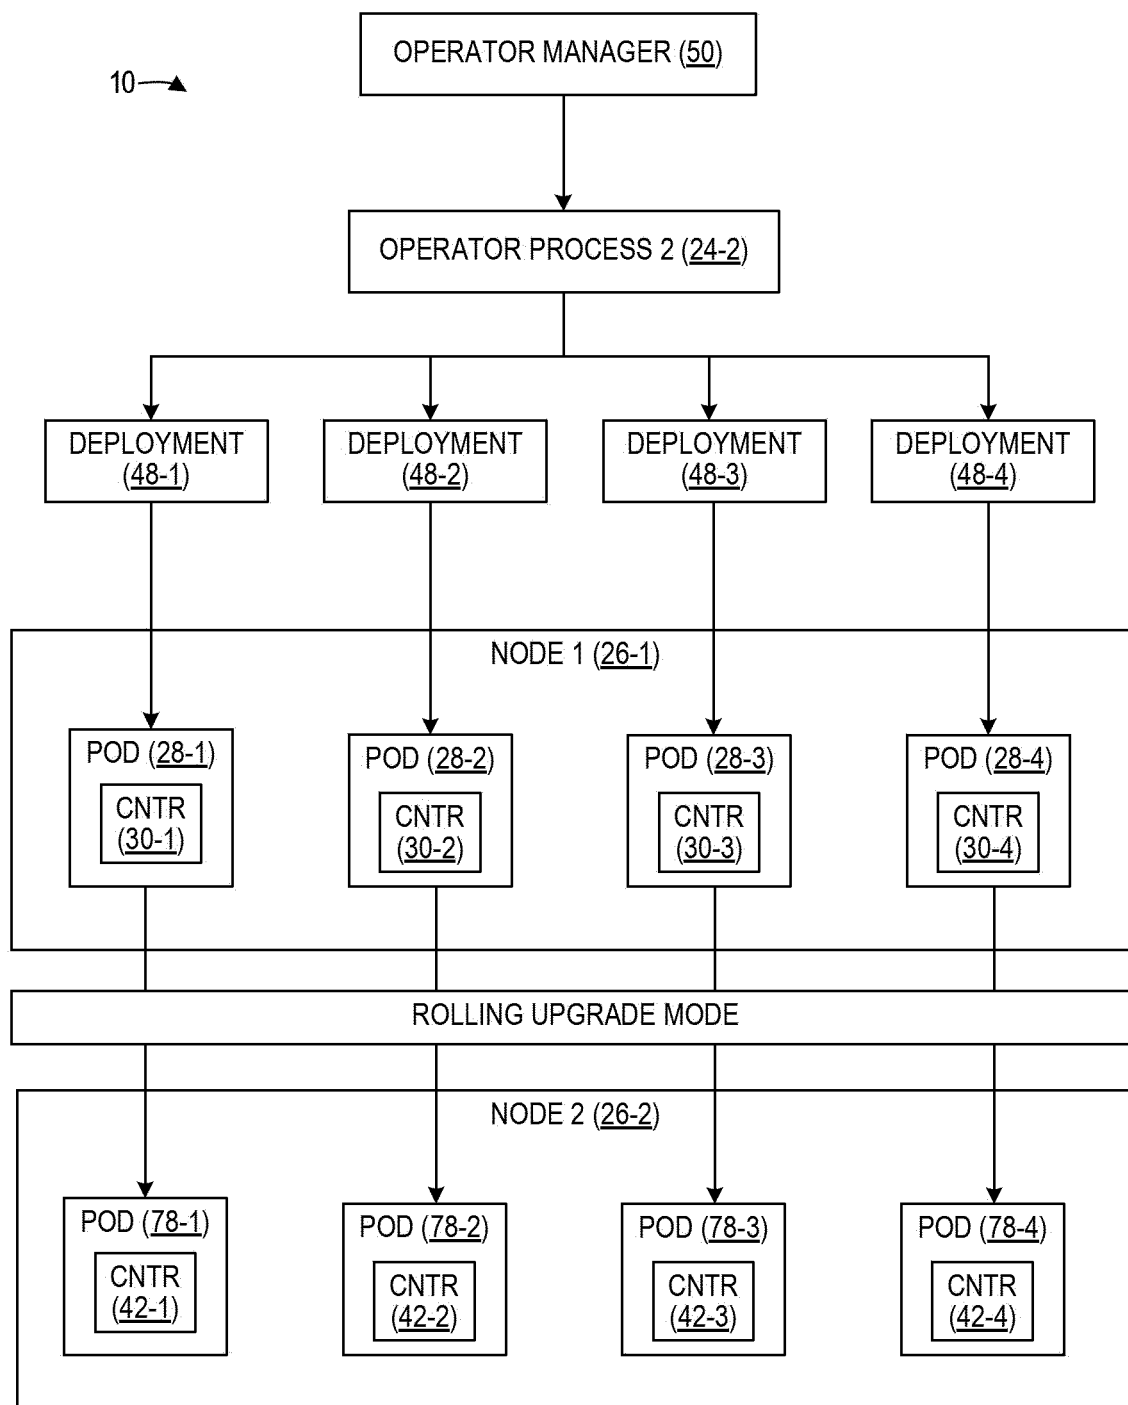 OPERATOR MANAGER (50)
10
OPERATOR PROCESS 2 (24-2)
DEPLOYMENT
(48-1)
DEPLOYMENT
(48-2)
DEPLOYMENT
(48-3)
DEPLOYMENT
(48-4)
NODE 1 (26-1)
POD (28-1)
CNTR
(30-1)
POD (28-2)
CNTR
(30-2)
POD (28-3)
CNTR
(30-3)
POD (28-4)
CNTR
(30-4)
ROLLING UPGRADE MODE
NODE 2 (26-2)
POD (78-1)
CNTR
(42-1)
POD (78-2)
CNTR
(42-2)
POD (78-3)
CNTR
(42-3)
POD (78-4)
CNTR
(42-4)